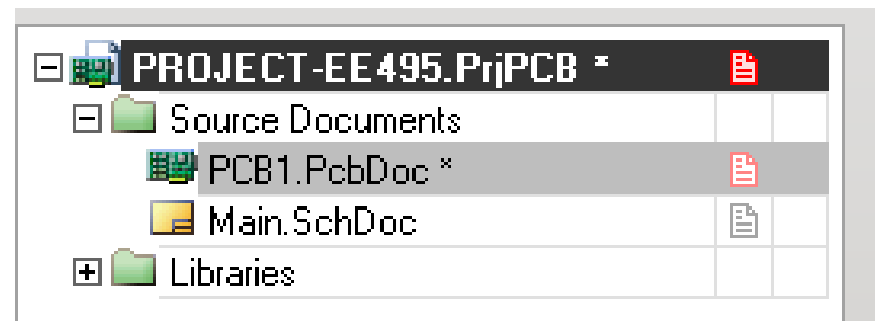 PROJECT-EE495.PrjPCB *
Source Documents
PCB1.PcbDoc *
Main.SchDoc
Libraries